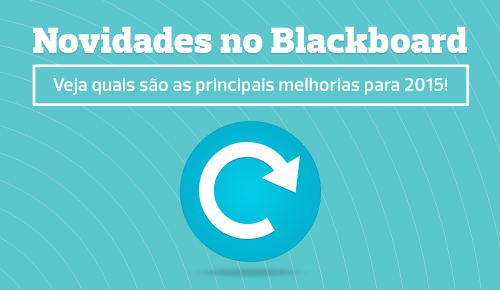 Novidades no Blackboard
Veja quais são as principais melhorias para 2015!